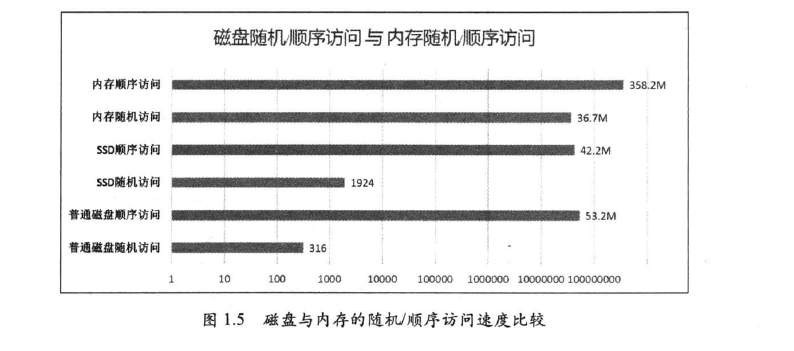 磁盘随机/顺序访问与内存随机/顺序访问
内存顺序访问 358.2M
内存随机访问 36.7M
SSD顺序访问 42.2M
SSD随机访问 1924
普通磁盘顺序访问 53.2M
普通磁盘随机访问 316
1 10 100 1000 10000 100000 1000000 10000000 100000000
图 1.5 磁盘与内存的随机/顺序访问速度比较